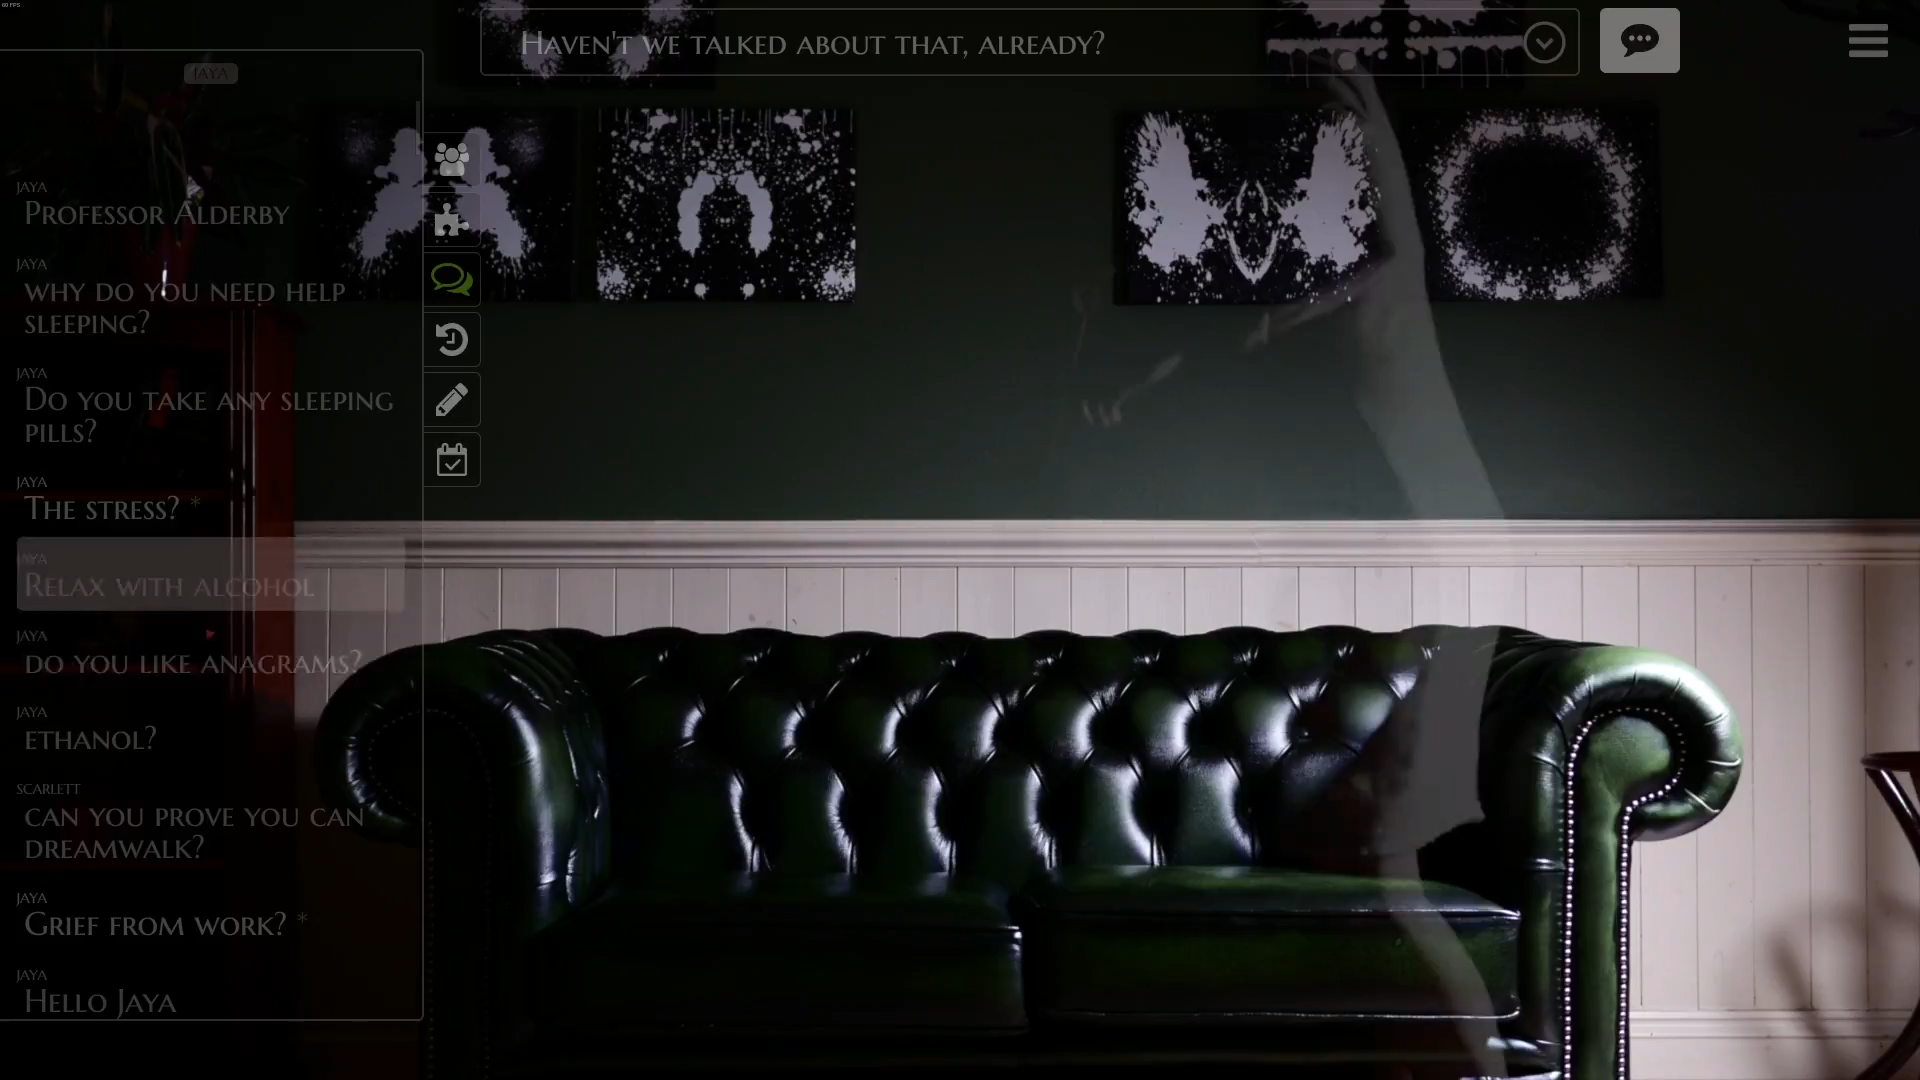 60 FPS
Haven't we talked about that, already?
JAYA
JAYA
Professor Alderby
JAYA
why do you need help
sleeping?
JAYA
Do you take any sleeping
pills?
JAYA
The stress? *
JAYA
Relax with alcohol
JAYA
do you like anagrams?
JAYA
ethanol?
SCARLETT
can you prove you can
dreamwalk?
JAYA
Grief from work? *
JAYA
Hello Jaya